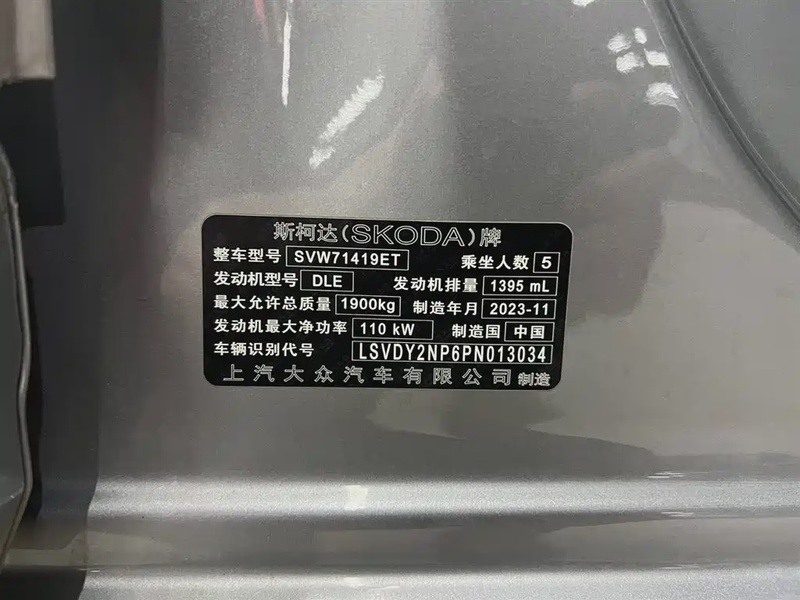 斯柯达(SKODA)牌
整车型号 SVW71419ET 乘坐人数 5
发动机型号 DLE 发动机排量 1395 mL
最大允许总质量 1900kg 制造年月 2023-11
发动机最大净功率 110 kW 制造国 中国
车辆识别代号 LSVDY2NP6PN013034
上汽大众汽车有限公司 制造